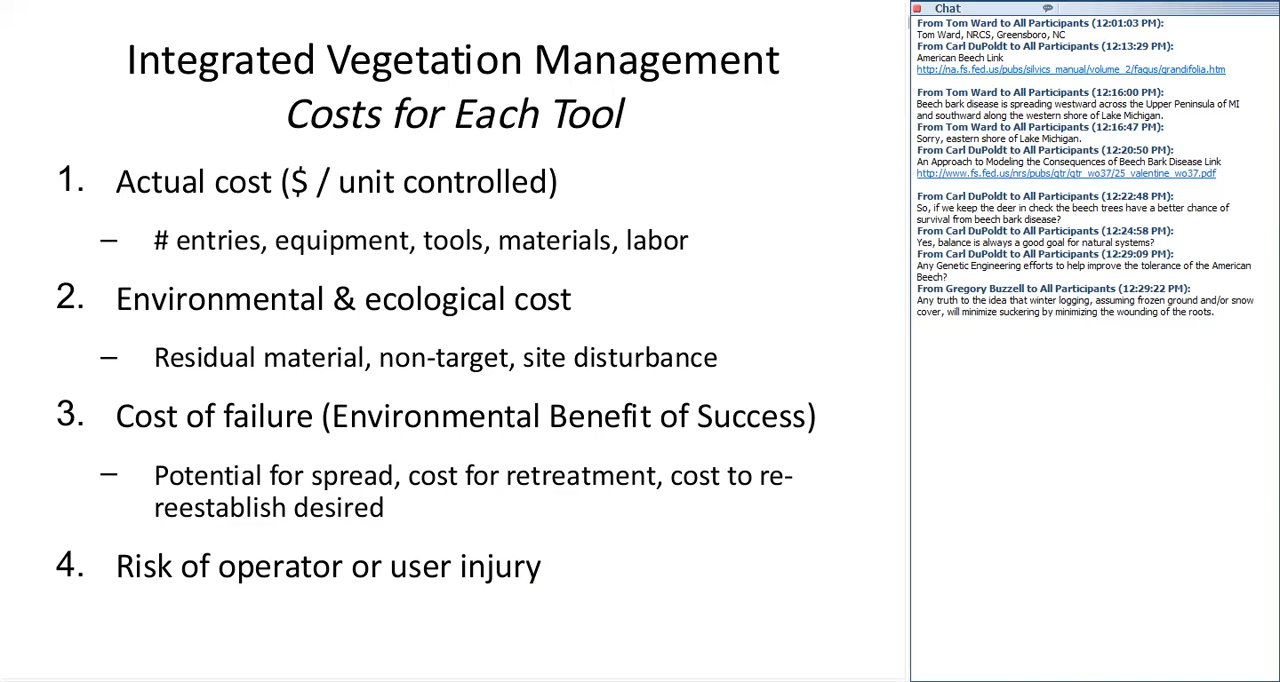 Integrated Vegetation Management
Costs for Each Tool
1. Actual cost ($ / unit controlled)
– # entries, equipment, tools, materials, labor
2. Environmental & ecological cost
– Residual material, non-target, site disturbance
3. Cost of failure (Environmental Benefit of Success)
– Potential for spread, cost for retreatment, cost to re-
reestablish desired
4. Risk of operator or user injury
Chat
From Tom Ward to All Participants (12:01:03 PM):
Tom Ward, NRCS, Greensboro, NC
From Carl DuPoldt to All Participants (12:13:29 PM):
American Beech Link
http://na.fs.fed.us/pubs/silvics_manual/volume_2/fagus/grandifolia.htm
From Tom Ward to All Participants (12:16:00 PM):
Beech bark disease is spreading westward across the Upper Peninsula of MI
and southward along the western shore of Lake Michigan.
From Tom Ward to All Participants (12:16:47 PM):
Sorry, eastern shore of Lake Michigan.
From Carl DuPoldt to All Participants (12:20:50 PM):
An Approach to Modeling the Consequences of Beech Bark Disease Link
http://www.fs.fed.us/nrs/pubs/gtr/gtr_wo37/25_valentine_wo37.pdf
From Carl DuPoldt to All Participants (12:22:48 PM):
So, if we keep the deer in check the beech trees have a better chance of
survival from beech bark disease?
From Carl DuPoldt to All Participants (12:24:58 PM):
Yes, balance is always a good goal for natural systems?
From Carl DuPoldt to All Participants (12:29:09 PM):
Any Genetic Engineering efforts to help improve the tolerance of the American
Beech?
From Gregory Buzzell to All Participants (12:29:22 PM):
Any truth to the idea that winter logging, assuming frozen ground and/or snow
cover, will minimize suckering by minimizing the wounding of the roots.